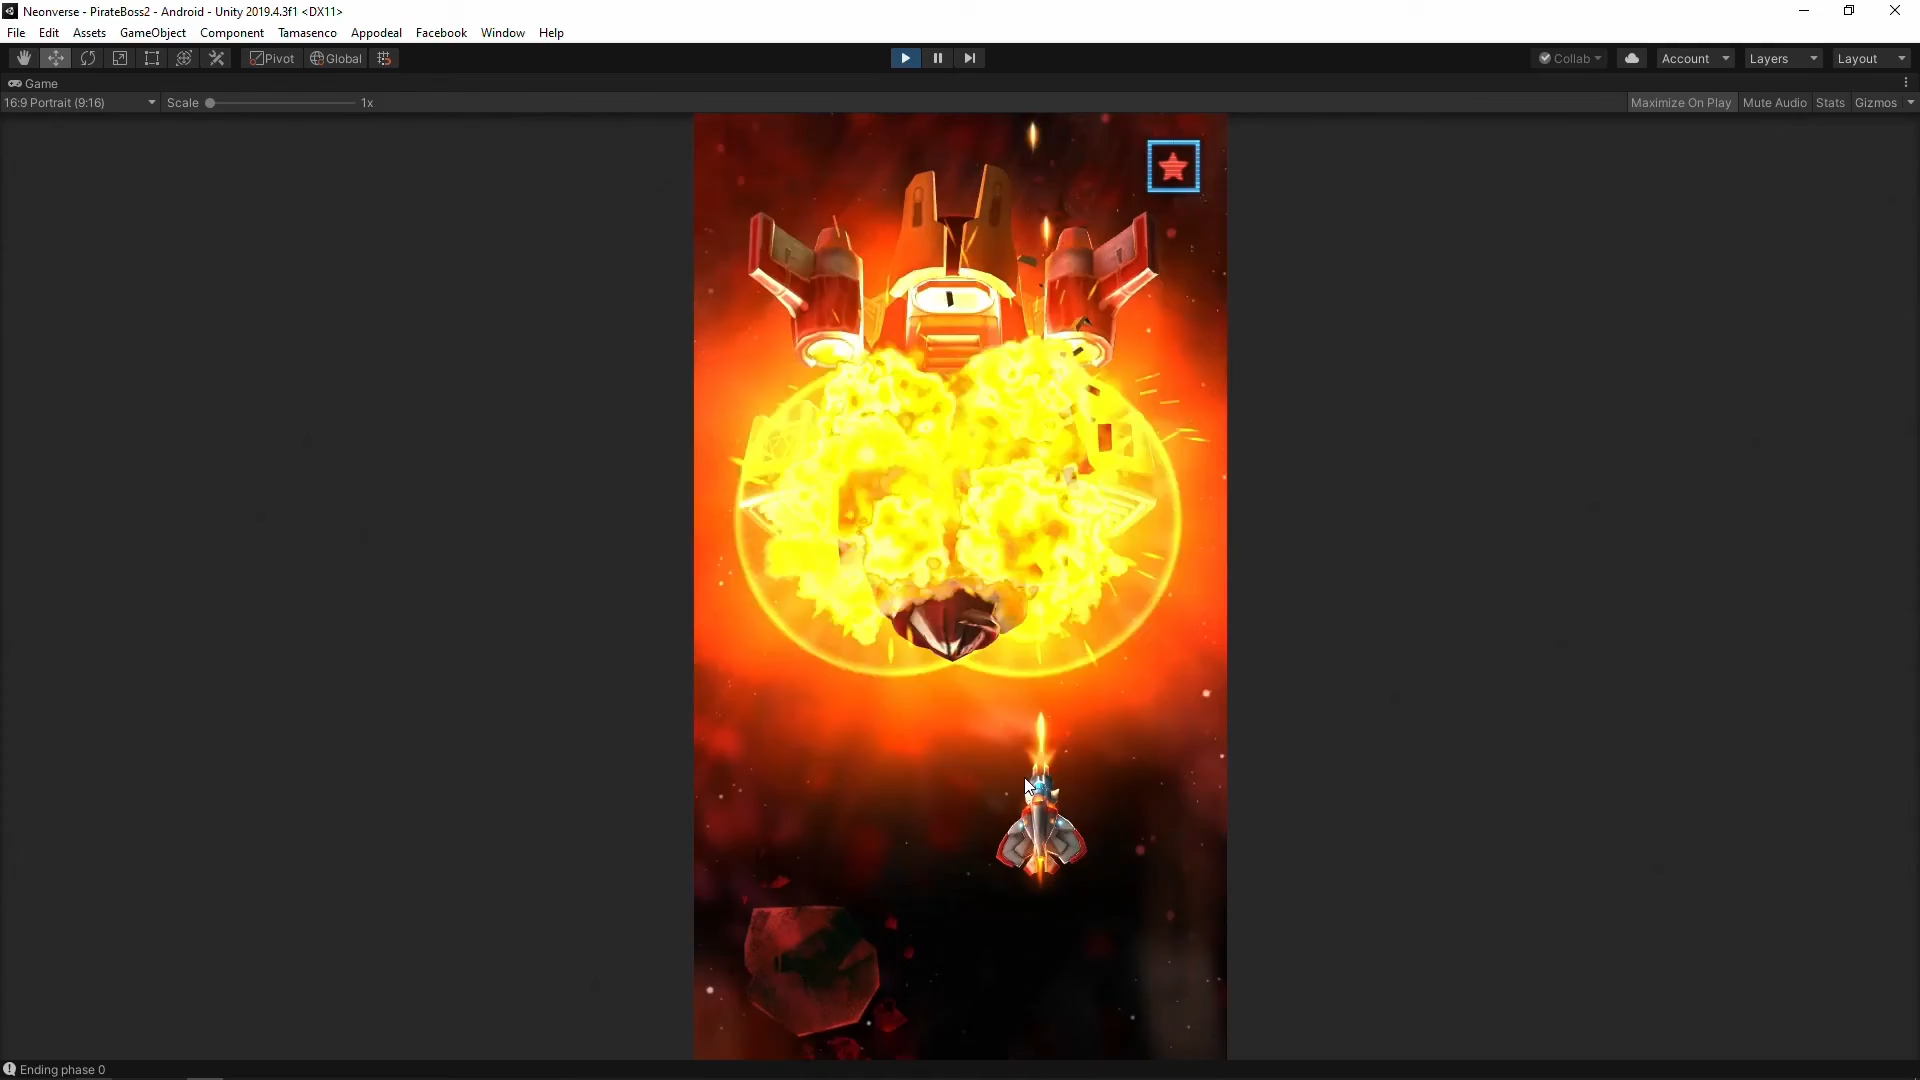 Neonverse - PirateBoss2 - Android - Unity 2019.4.3f1 <DX11>
File Edit Assets GameObject Component Tamasenco Appodeal Facebook Window Help
Pivot Global Collab Account Layers Layout
Game
16:9 Portrait (9:16) Scale 1x Maximize On Play Mute Audio Stats Gizmos
Ending phase 0